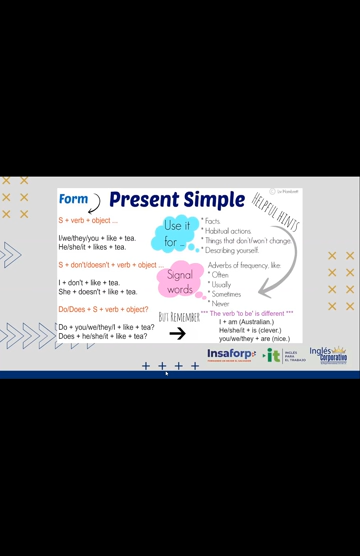 Form
Present Simple
HELPFUL HINTS
S + verb + object ...
I/we/they/you + like + tea.
He/she/it + likes + tea.
S + don't/doesn't + verb + object ...
I + don't + like + tea.
She + doesn't + like + tea.
Do/Does + S + verb + object?
Do + you/we/they/I + like + tea?
Does + he/she/it + like + tea?
Use it
for ...
* Facts.
* Habitual actions.
* Things that don't/won't change.
* Describing yourself.
Signal
words
Adverbs of frequency, like:
* Often
* Usually
* Sometimes
* Never
BUT REMEMBER
*** The verb 'to be' is different ***
I + am (Australian.)
He/she/it + is (clever.)
you/we/they + are (nice.)
Insaforp
it
INGLÉS
PARA
EL TRABAJO
Inglés
Corporativo